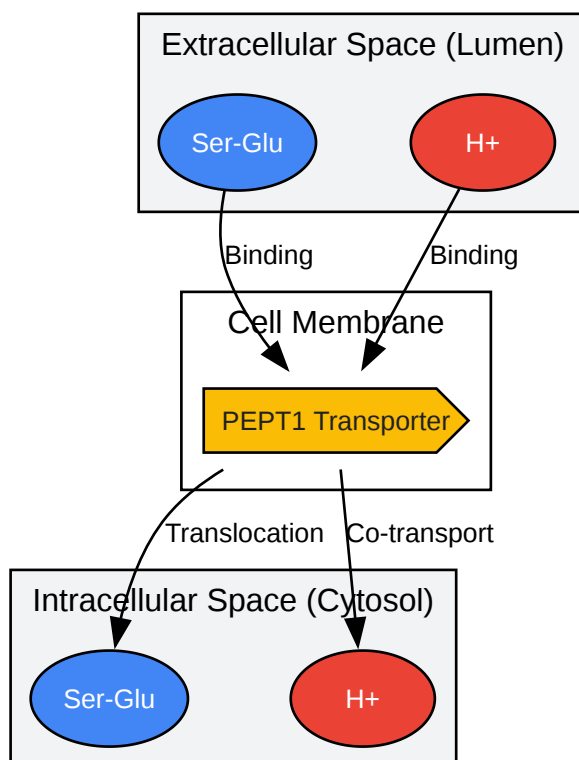 Extracellular Space (Lumen)
Ser-Glu
H+
Binding
Binding
Cell Membrane
PEPT1 Transporter
Translocation
Co-transport
Intracellular Space (Cytosol)
Ser-Glu
H+